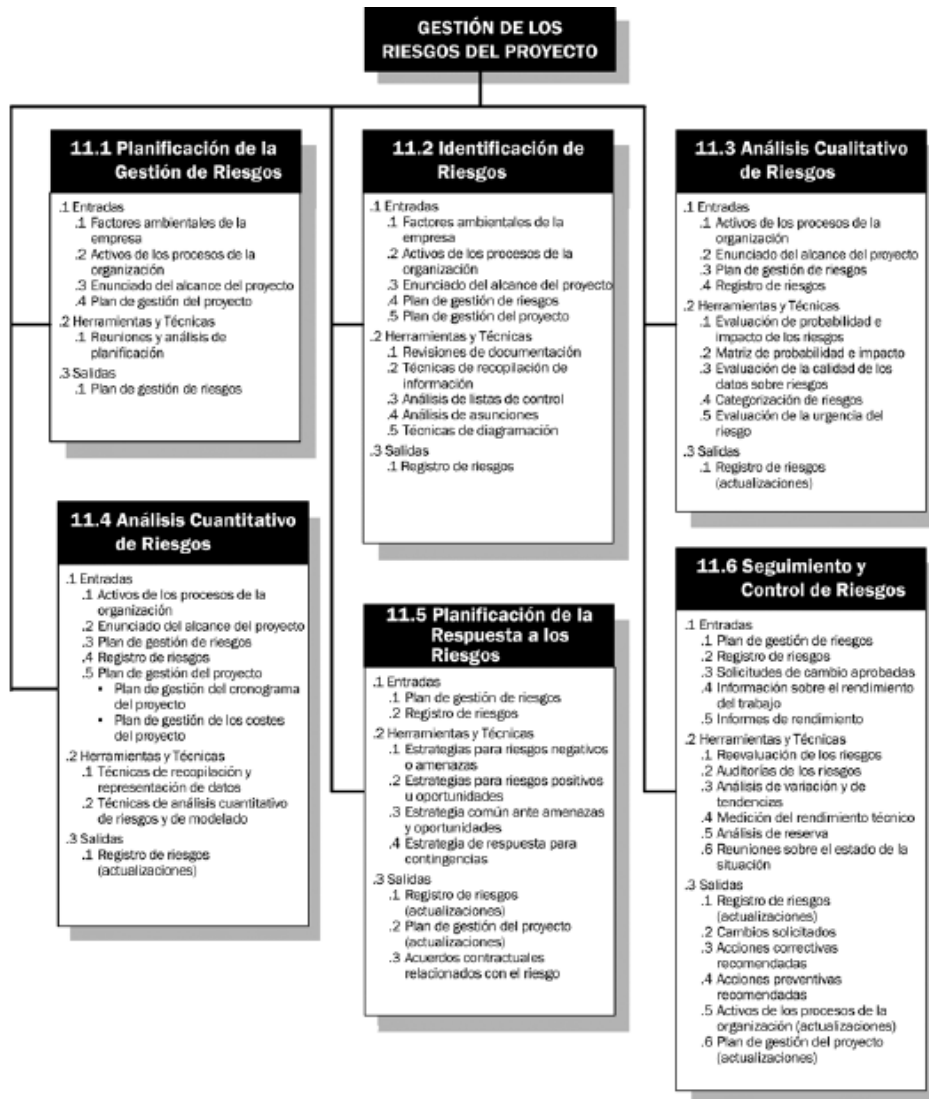 GESTIÓN DE LOS
RIESGOS DEL PROYECTO
11.1 Planificación de la
Gestión de Riesgos
.1 Entradas
.1 Factores ambientales de la
empresa
.2 Activos de los procesos de la
organización
.3 Enunciado del alcance del proyecto
.4 Plan de gestión del proyecto
.2 Herramientas y Técnicas
.1 Reuniones y análisis de
planificación
.3 Salidas
.1 Plan de gestión de riesgos
11.2 Identificación de
Riesgos
.1 Entradas
.1 Factores ambientales de la
empresa
.2 Activos de los procesos de la
organización
.3 Enunciado del alcance del proyecto
.4 Plan de gestión de riesgos
.5 Plan de gestión del proyecto
.2 Herramientas y Técnicas
.1 Revisiones de documentación
.2 Técnicas de recopilación de
información
.3 Análisis de listas de control
.4 Análisis de asunciones
.5 Técnicas de diagramación
.3 Salidas
.1 Registro de riesgos
11.3 Análisis Cualitativo
de Riesgos
.1 Entradas
.1 Activos de los procesos de la
organización
.2 Enunciado del alcance del proyecto
.3 Plan de gestión de riesgos
.4 Registro de riesgos
.2 Herramientas y Técnicas
.1 Evaluación de probabilidad e
impacto de los riesgos
.2 Matriz de probabilidad e impacto
.3 Evaluación de la calidad de los
datos sobre riesgos
.4 Categorización de riesgos
.5 Evaluación de la urgencia del
riesgo
.3 Salidas
.1 Registro de riesgos
(actualizaciones)
11.4 Análisis Cuantitativo
de Riesgos
.1 Entradas
.1 Activos de los procesos de la
organización
.2 Enunciado del alcance del proyecto
.3 Plan de gestión de riesgos
.4 Registro de riesgos
.5 Plan de gestión del proyecto
• Plan de gestión del cronograma
del proyecto
• Plan de gestión de los costes
del proyecto
.2 Herramientas y Técnicas
.1 Técnicas de recopilación y
representación de datos
.2 Técnicas de análisis cuantitativo
de riesgos y de modelado
.3 Salidas
.1 Registro de riesgos
(actualizaciones)
11.5 Planificación de la
Respuesta a los
Riesgos
.1 Entradas
.1 Plan de gestión de riesgos
.2 Registro de riesgos
.2 Herramientas y Técnicas
.1 Estrategias para riesgos negativos
o amenazas
.2 Estrategias para riesgos positivos
u oportunidades
.3 Estrategia común ante amenazas
y oportunidades
.4 Estrategia de respuesta para
contingencias
.3 Salidas
.1 Registro de riesgos
(actualizaciones)
.2 Plan de gestión del proyecto
(actualizaciones)
.3 Acuerdos contractuales
relacionados con el riesgo
11.6 Seguimiento y
Control de Riesgos
.1 Entradas
.1 Plan de gestión de riesgos
.2 Registro de riesgos
.3 Solicitudes de cambio aprobadas
.4 Información sobre el rendimiento
del trabajo
.5 Informes de rendimiento
.2 Herramientas y Técnicas
.1 Reevaluación de los riesgos
.2 Auditorías de los riesgos
.3 Análisis de variación y de
tendencias
.4 Medición del rendimiento técnico
.5 Análisis de reserva
.6 Reuniones sobre el estado de la
situación
.3 Salidas
.1 Registro de riesgos
(actualizaciones)
.2 Cambios solicitados
.3 Acciones correctivas
recomendadas
.4 Acciones preventivas
recomendadas
.5 Activos de los procesos de la
organización (actualizaciones)
.6 Plan de gestión del proyecto
(actualizaciones)